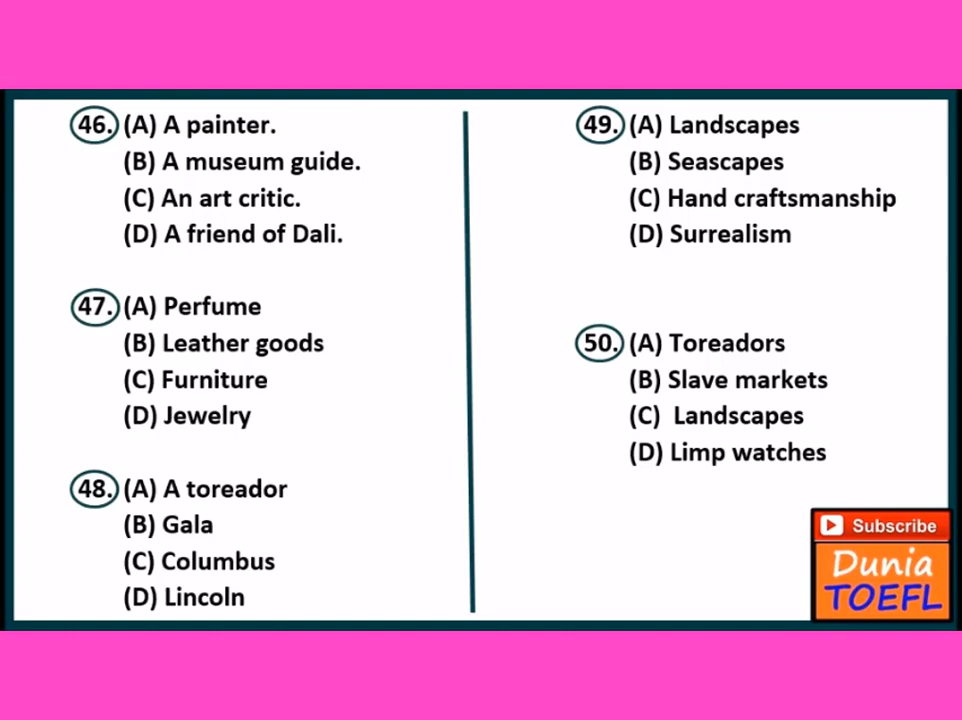 46. (A) A painter.
(B) A museum guide.
(C) An art critic.
(D) A friend of Dali.
47. (A) Perfume
(B) Leather goods
(C) Furniture
(D) Jewelry
48. (A) A toreador
(B) Gala
(C) Columbus
(D) Lincoln
49. (A) Landscapes
(B) Seascapes
(C) Hand craftsmanship
(D) Surrealism
50. (A) Toreadors
(B) Slave markets
(C) Landscapes
(D) Limp watches
Subscribe
Dunia
TOEFL